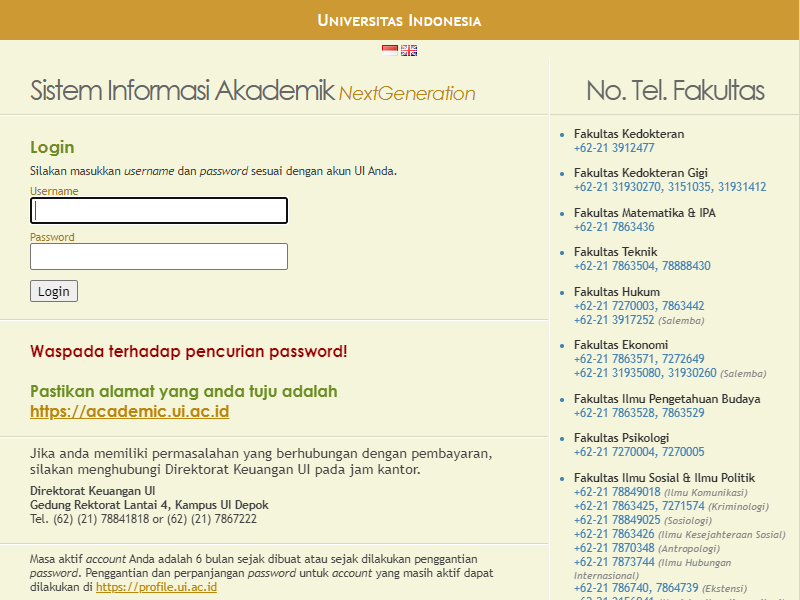 Universitas Indonesia
Sistem Informasi Akademik NextGeneration
Login
Silakan masukkan username dan password sesuai dengan akun UI Anda.
Username
Password
Login
Waspada terhadap pencurian password!
Pastikan alamat yang anda tuju adalah
https://academic.ui.ac.id
Jika anda memiliki permasalahan yang berhubungan dengan pembayaran,
silakan menghubungi Direktorat Keuangan UI pada jam kantor.
Direktorat Keuangan UI
Gedung Rektorat Lantai 4, Kampus UI Depok
Tel. (62) (21) 78841818 or (62) (21) 7867222
Masa aktif account Anda adalah 6 bulan sejak dibuat atau sejak dilakukan penggantian
password. Penggantian dan perpanjangan password untuk account yang masih aktif dapat
dilakukan di https://profile.ui.ac.id
No. Tel. Fakultas
Fakultas Kedokteran
+62-21 3912477
Fakultas Kedokteran Gigi
+62-21 31930270, 3151035, 31931412
Fakultas Matematika & IPA
+62-21 7863436
Fakultas Teknik
+62-21 7863504, 78888430
Fakultas Hukum
+62-21 7270003, 7863442
+62-21 3917252 (Salemba)
Fakultas Ekonomi
+62-21 7863571, 7272649
+62-21 31935080, 31930260 (Salemba)
Fakultas Ilmu Pengetahuan Budaya
+62-21 7863528, 7863529
Fakultas Psikologi
+62-21 7270004, 7270005
Fakultas Ilmu Sosial & Ilmu Politik
+62-21 78849018 (Ilmu Komunikasi)
+62-21 7863425, 7271574 (Kriminologi)
+62-21 78849025 (Sosiologi)
+62-21 7863426 (Ilmu Kesejahteraan Sosial)
+62-21 7870348 (Antropologi)
+62-21 7873744 (Ilmu Hubungan
Internasional)
+62-21 786740, 7864739 (Ekstensi)